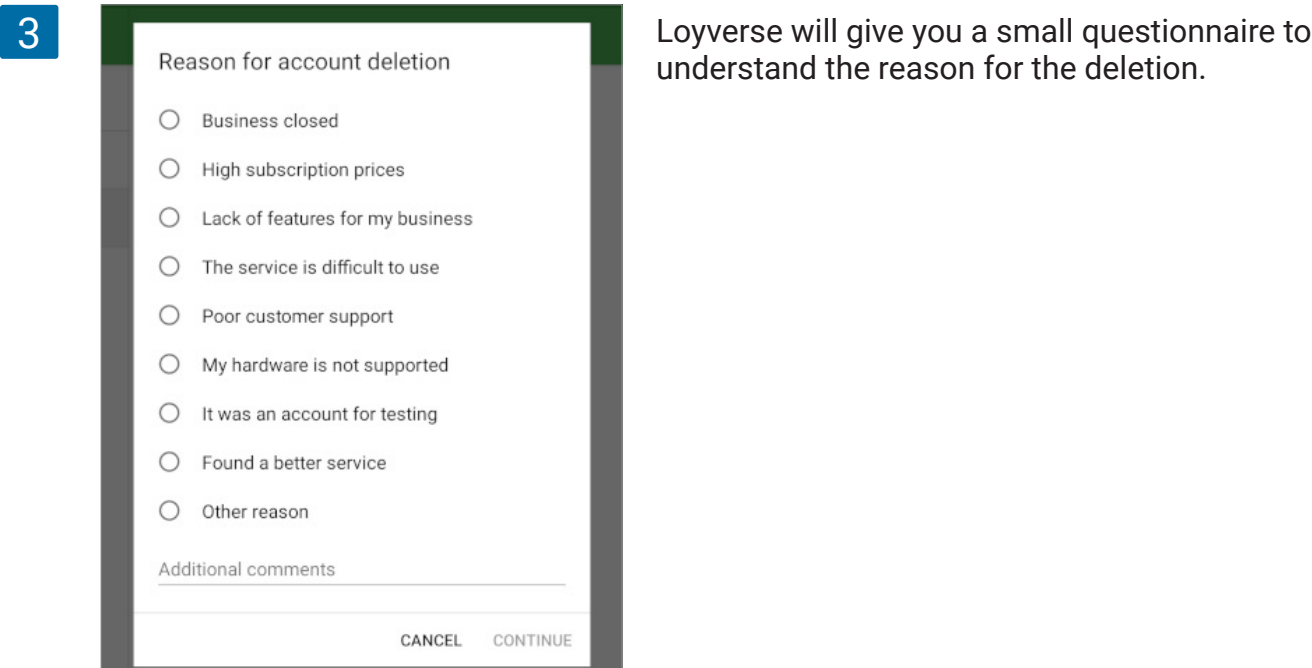 3
Reason for account deletion
Business closed
High subscription prices
Lack of features for my business
The service is difficult to use
Poor customer support
My hardware is not supported
It was an account for testing
Found a better service
Other reason
Additional comments
CANCEL CONTINUE
Loyverse will give you a small questionnaire to
understand the reason for the deletion.